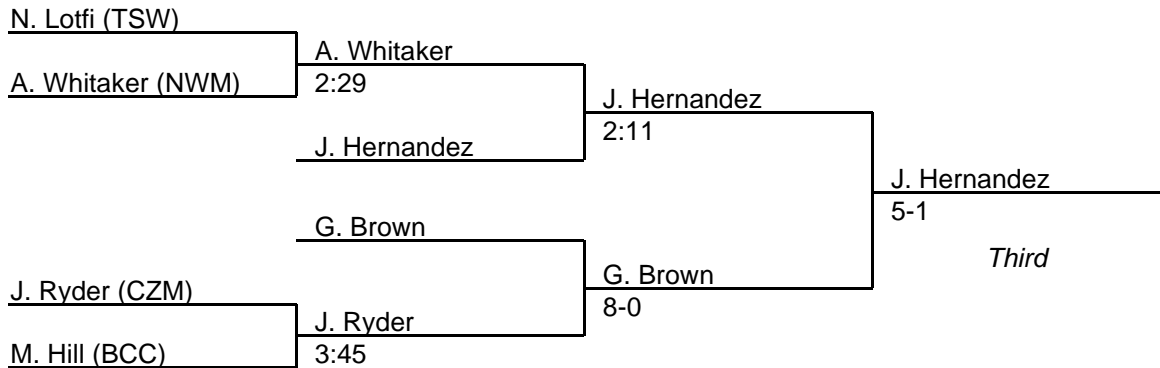 N. Lotfi (TSW)
A. Whitaker
A. Whitaker (NWM)
2:29
J. Hernandez
2:11
J. Hernandez
J. Hernandez
5-1
G. Brown
Third
G. Brown
J. Ryder (CZM)
8-0
J. Ryder
M. Hill (BCC)
3:45